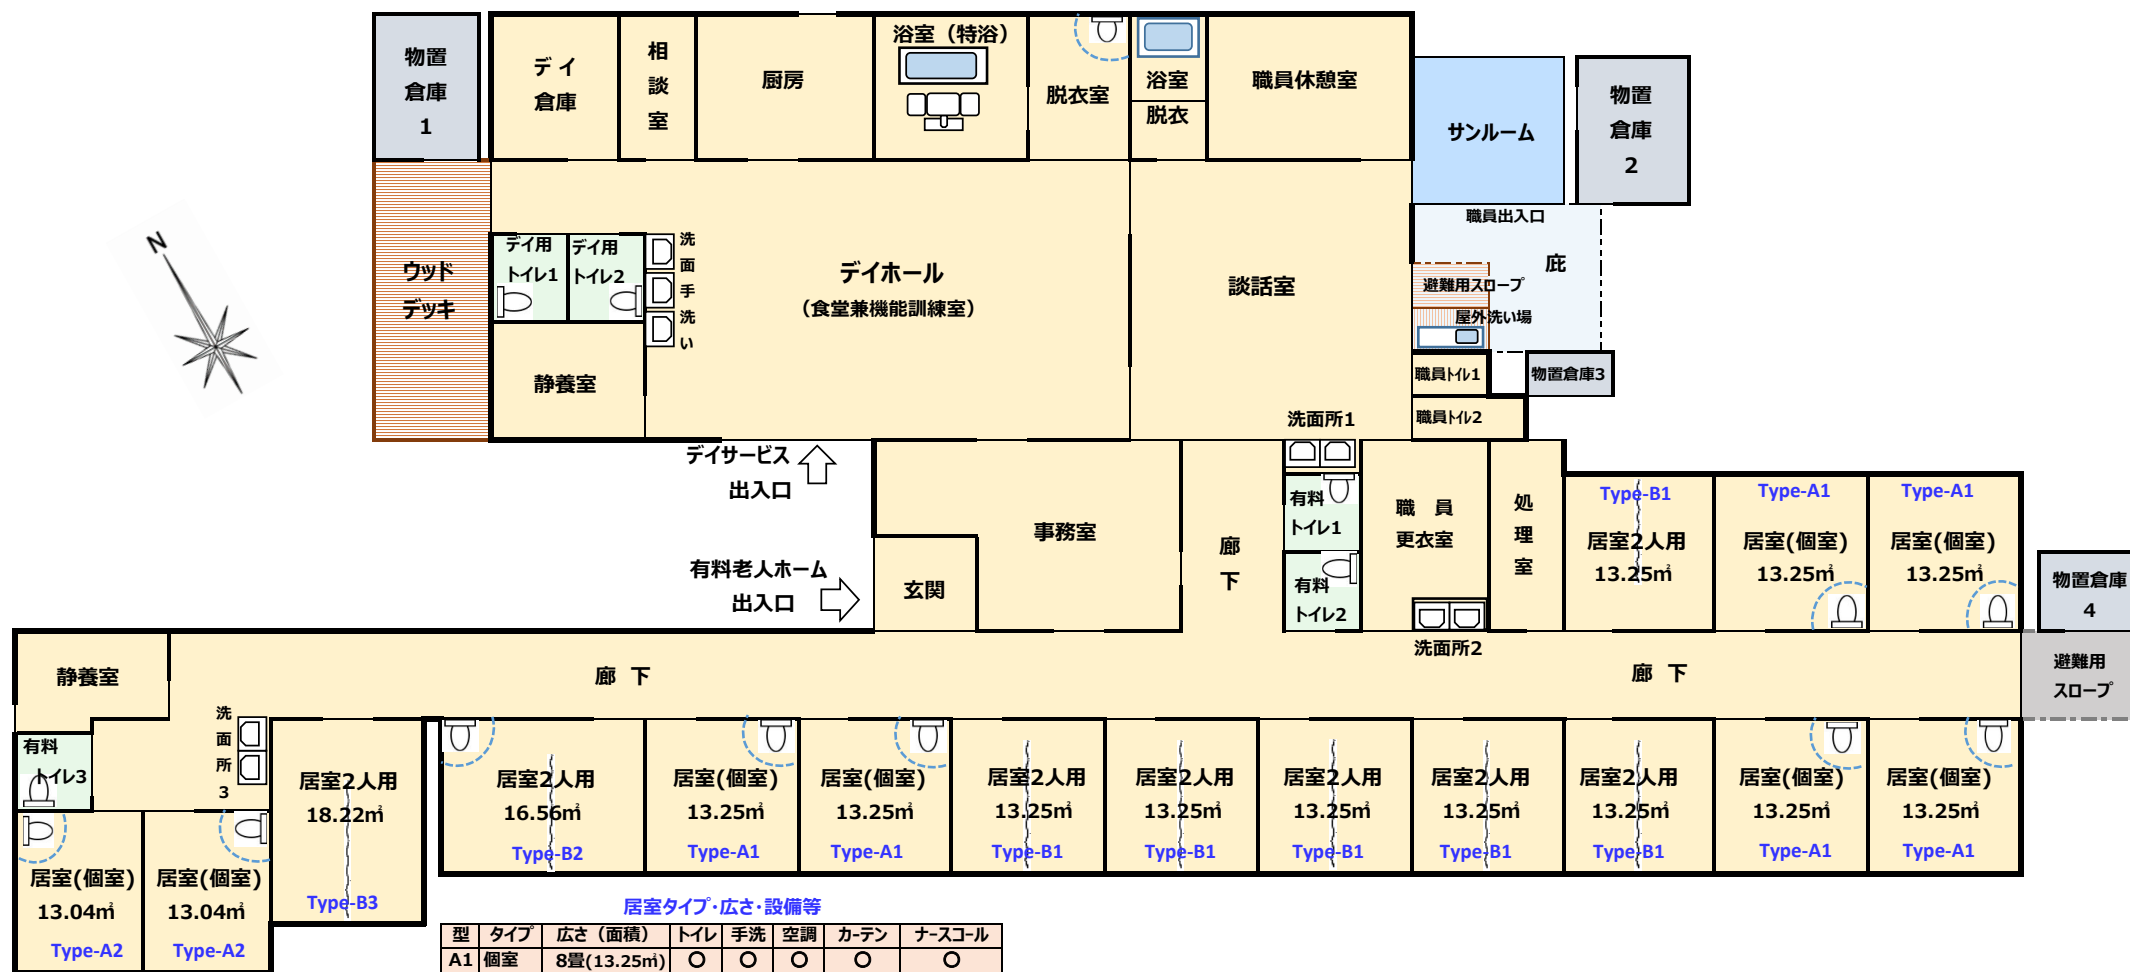 物置
倉庫
1
デイ
倉庫
相
談
室
厨房
浴室（特浴）
脱衣室
浴室
脱衣
職員休憩室
サンルーム
物置
倉庫
2
職員出入口
庇
避難用スロープ
屋外洗い場
職員トイレ1
物置倉庫3
職員トイレ2
N
ウッド
デッキ
デイ用
トイレ1
デイ用
トイレ2
洗
面
手
洗
い
デイホール
（食堂兼機能訓練室）
談話室
静養室
洗面所1
デイサービス
出入口
有料老人ホーム
出入口
玄関
事務室
廊
下
有料
トイレ1
有料
トイレ2
職 員
更衣室
洗面所2
処
理
室
Type-B1
居室2人用
13.25㎡
Type-A1
居室(個室)
13.25㎡
Type-A1
居室(個室)
13.25㎡
物置倉庫
4
避難用
スロープ
静養室
廊 下
廊 下
洗
面
所
3
有料
トイレ3
居室(個室)
13.04㎡
Type-A2
居室(個室)
13.04㎡
Type-A2
居室2人用
18.22㎡
Type-B3
居室2人用
16.56㎡
Type-B2
居室(個室)
13.25㎡
Type-A1
居室(個室)
13.25㎡
Type-A1
居室2人用
13.25㎡
Type-B1
居室2人用
13.25㎡
Type-B1
居室2人用
13.25㎡
Type-B1
居室2人用
13.25㎡
Type-B1
居室2人用
13.25㎡
Type-B1
居室(個室)
13.25㎡
Type-A1
居室(個室)
13.25㎡
Type-A1
居室タイプ・広さ・設備等
型 タイプ 広さ（面積） トイレ 手洗 空調 カーテン ナースコール
A1 個室 8畳(13.25㎡) 〇 〇 〇 〇 〇